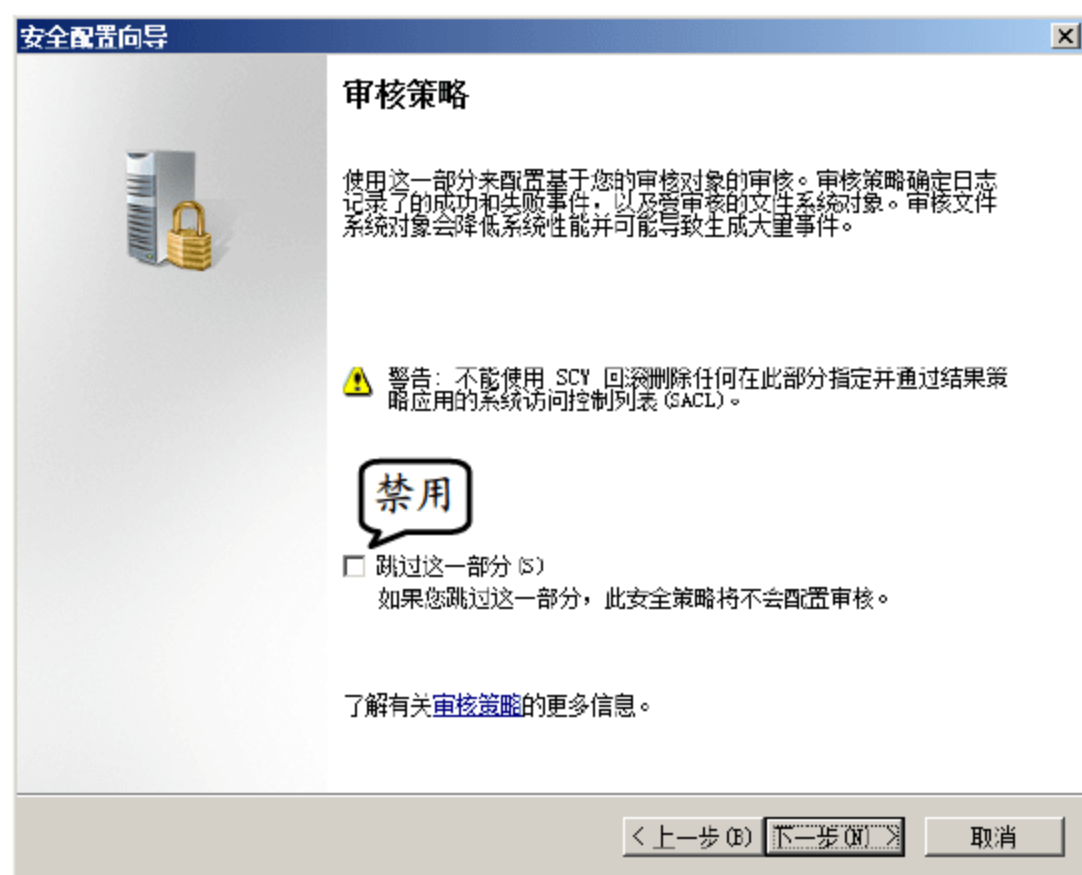 安全配置向导
审核策略
使用这一部分来配置基于您的审核对象的审核。审核策略确定日志
记录了的成功和失败事件，以及受审核的文件系统对象。审核文件
系统对象会降低系统性能并可能导致生成大量事件。
警告: 不能使用 SCW 回滚删除任何在此部分指定并通过结果策
略应用的系统访问控制列表(SACL)。
禁用
跳过这一部分(S)
如果您跳过这一部分，此安全策略将不会配置审核。
了解有关审核策略的更多信息。
< 上一步(B) 下一步(N) > 取消